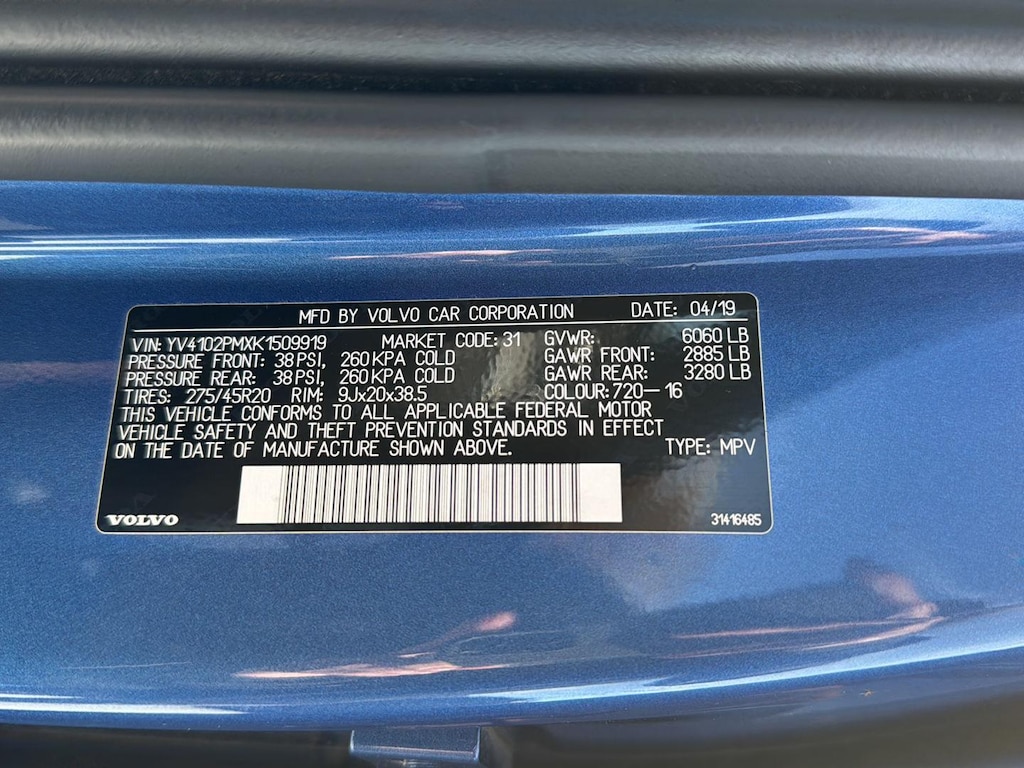 MFD BY VOLVO CAR CORPORATION DATE: 04/19
VIN: YV4102PMXK1509919 MARKET CODE: 31 GVWR: 6060 LB
PRESSURE FRONT: 38 PSI, 260 KPA COLD GAWR FRONT: 2885 LB
PRESSURE REAR: 38 PSI, 260 KPA COLD GAWR REAR: 3280 LB
TIRES: 275/45R20 RIM: 9Jx20x38.5 COLOUR: 720-16
THIS VEHICLE CONFORMS TO ALL APPLICABLE FEDERAL MOTOR
VEHICLE SAFETY AND THEFT PREVENTION STANDARDS IN EFFECT
ON THE DATE OF MANUFACTURE SHOWN ABOVE. TYPE: MPV
VOLVO 31416485